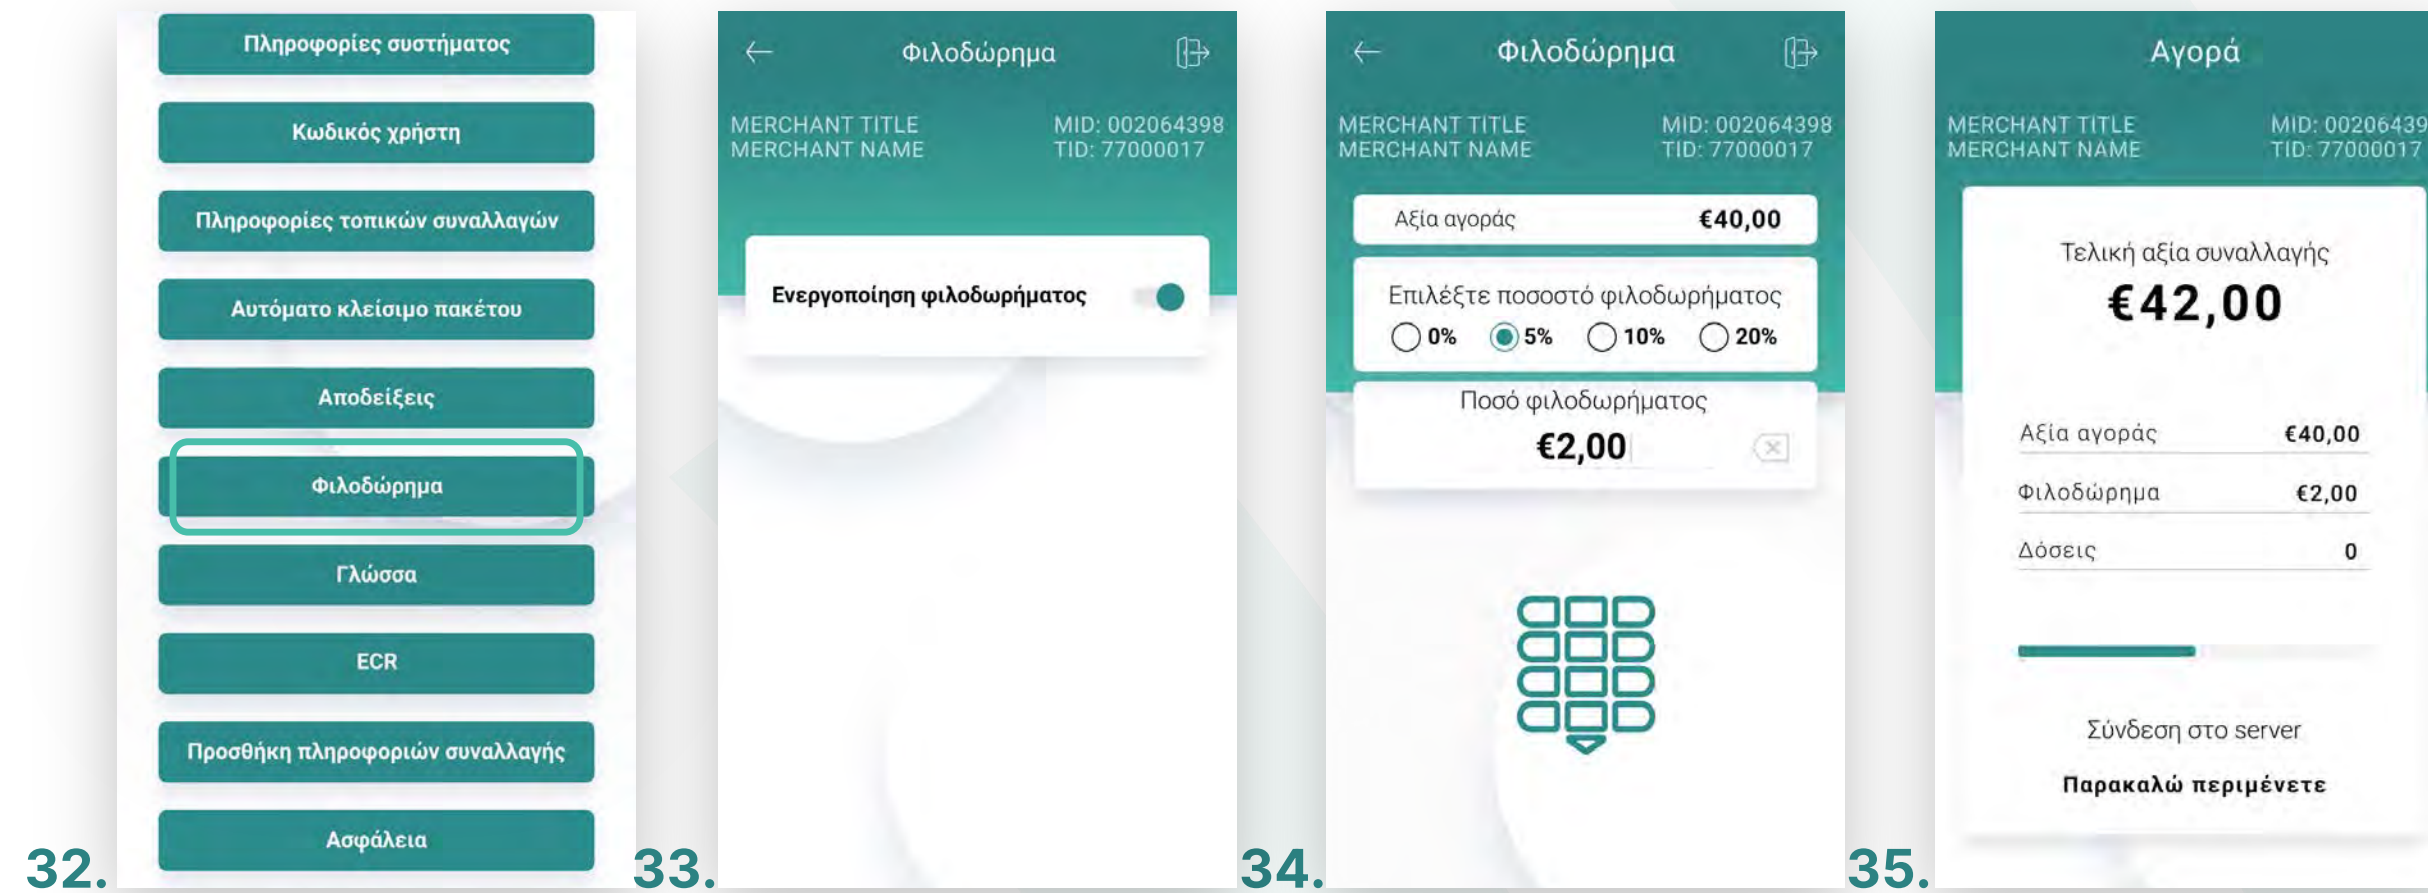 Πληροφορίες συστήματος
Κωδικός χρήστη
Πληροφορίες τοπικών συναλλαγών
Αυτόματο κλείσιμο πακέτου
Αποδείξεις
Φιλοδώρημα
Γλώσσα
ECR
Προσθήκη πληροφοριών συναλλαγής
Ασφάλεια
32.
Φιλοδώρημα
MERCHANT TITLE MID: 002064398
MERCHANT NAME TID: 77000017
Ενεργοποίηση φιλοδωρήματος
33.
Φιλοδώρημα
MERCHANT TITLE MID: 002064398
MERCHANT NAME TID: 77000017
Αξία αγοράς €40,00
Επιλέξτε ποσοστό φιλοδωρήματος
0% 5% 10% 20%
Ποσό φιλοδωρήματος
€2,00
34.
Αγορά
MERCHANT TITLE MID: 00206439
MERCHANT NAME TID: 77000017
Τελική αξία συναλλαγής
€42,00
Αξία αγοράς €40,00
Φιλοδώρημα €2,00
Δόσεις 0
Σύνδεση στο server
Παρακαλώ περιμένετε
35.